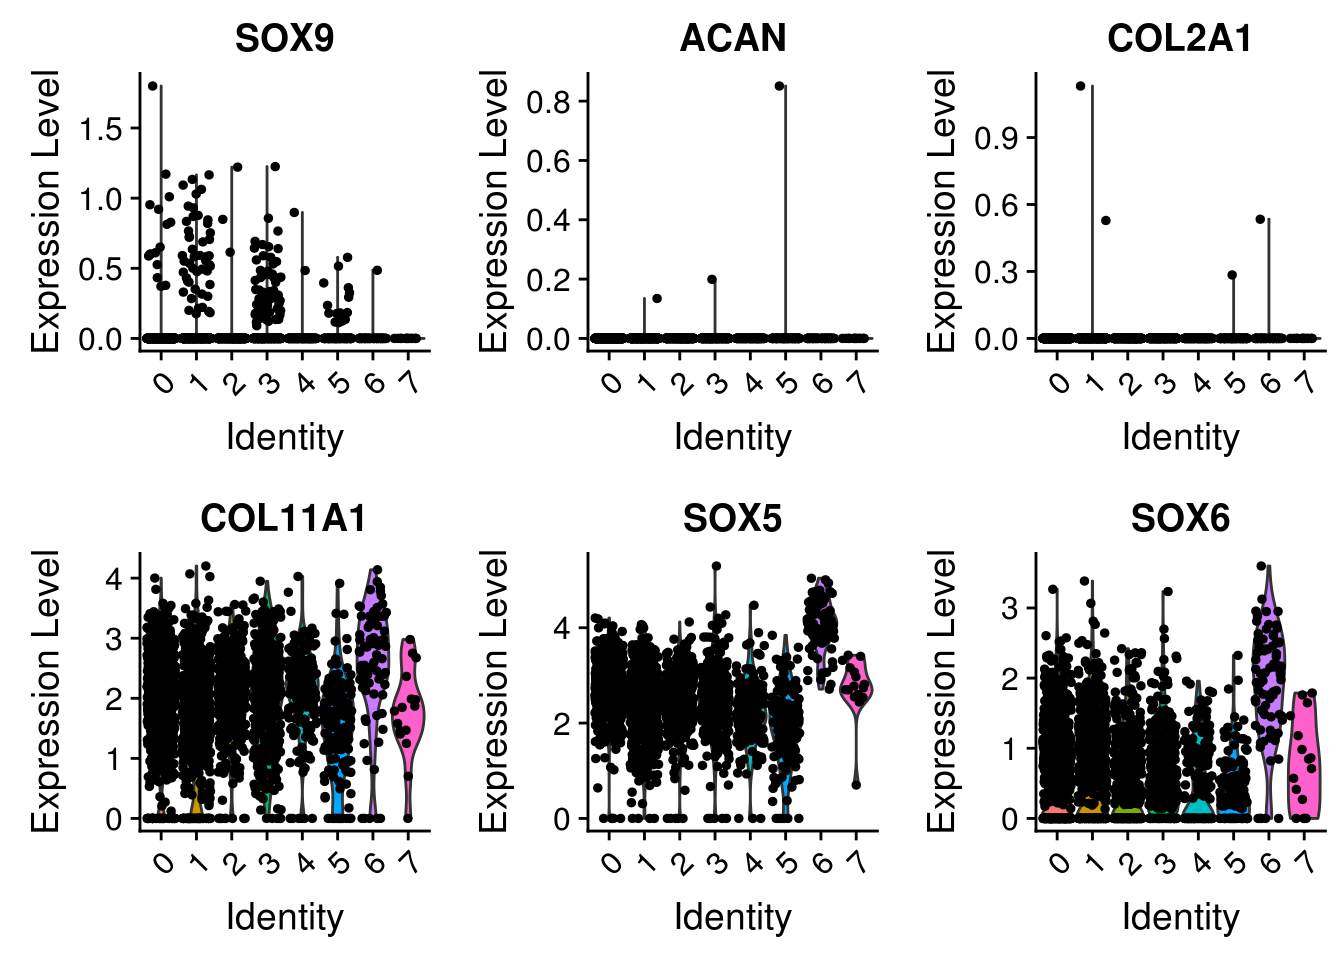 SOX9 ACAN COL2A1
Expression Level Expression Level Expression Level
1.5 0.8 0.9
1.0 0.6 0.6
0.5 0.4 0.3
0.0 0.2 0.0
0.0
0 1 2 3 4 5 6 7 0 1 2 3 4 5 6 7 0 1 2 3 4 5 6 7
Identity Identity Identity
COL11A1 SOX5 SOX6
Expression Level Expression Level Expression Level
4 4 3
3 2 2
2 0 1
1 0
0
0 1 2 3 4 5 6 7 0 1 2 3 4 5 6 7 0 1 2 3 4 5 6 7
Identity Identity Identity